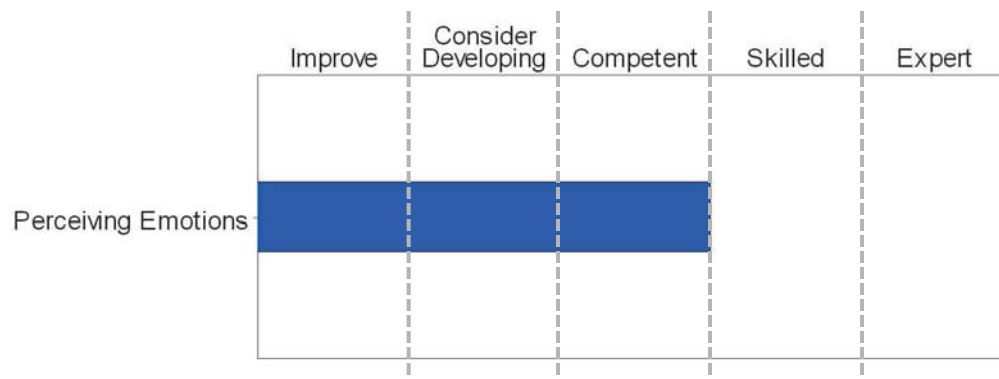 Improve
Consider
Developing
Competent
Skilled
Expert
Perceiving Emotions